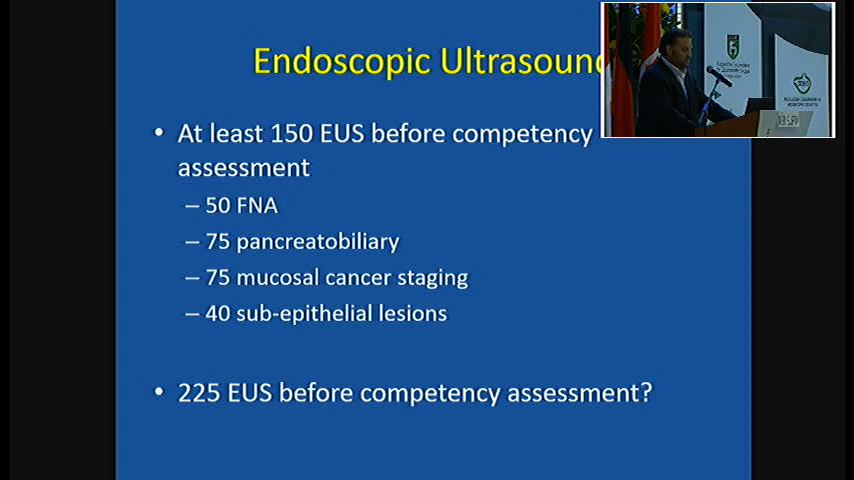 Endoscopic Ultrasound
• At least 150 EUS before competency
assessment
– 50 FNA
– 75 pancreatobiliary
– 75 mucosal cancer staging
– 40 sub-epithelial lesions
• 225 EUS before competency assessment?